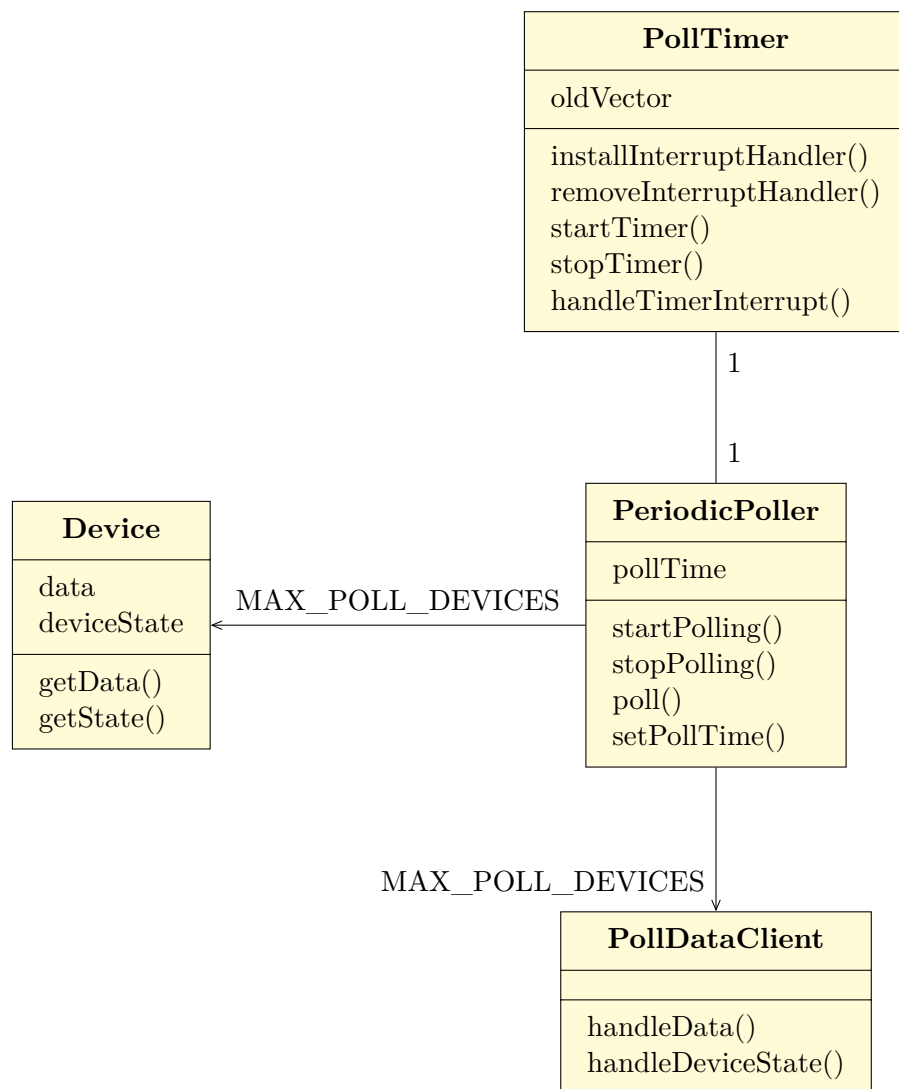 PollTimer
oldVector
installInterruptHandler()
removeInterruptHandler()
startTimer()
stopTimer()
handleTimerInterrupt()
1
1
Device
data
deviceState
getData()
getState()
MAX_POLL_DEVICES
PeriodicPoller
pollTime
startPolling()
stopPolling()
poll()
setPollTime()
MAX_POLL_DEVICES
PollDataClient
handleData()
handleDeviceState()